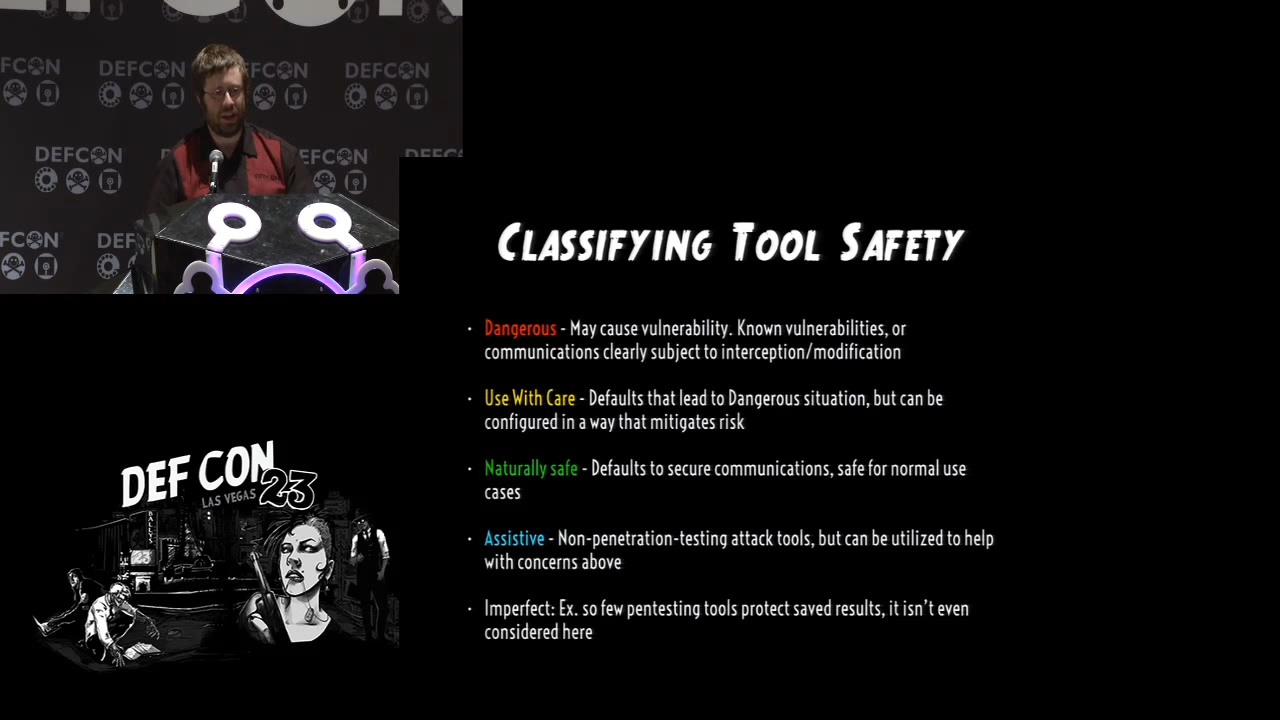 DEFCON
DEFCON
DEFCON
DEFCON
DEFCON
CLASSIFYING TOOL SAFETY
• Dangerous - May cause vulnerability. Known vulnerabilities, or
communications clearly subject to interception/modification
• Use With Care - Defaults that lead to Dangerous situation, but can be
configured in a way that mitigates risk
• Naturally safe - Defaults to secure communications, safe for normal use
cases
• Assistive - Non-penetration-testing attack tools, but can be utilized to help
with concerns above
• Imperfect: Ex. so few pentesting tools protect saved results, it isn't even
considered here
DEF CON 23
LAS VEGAS
BALLYS
23